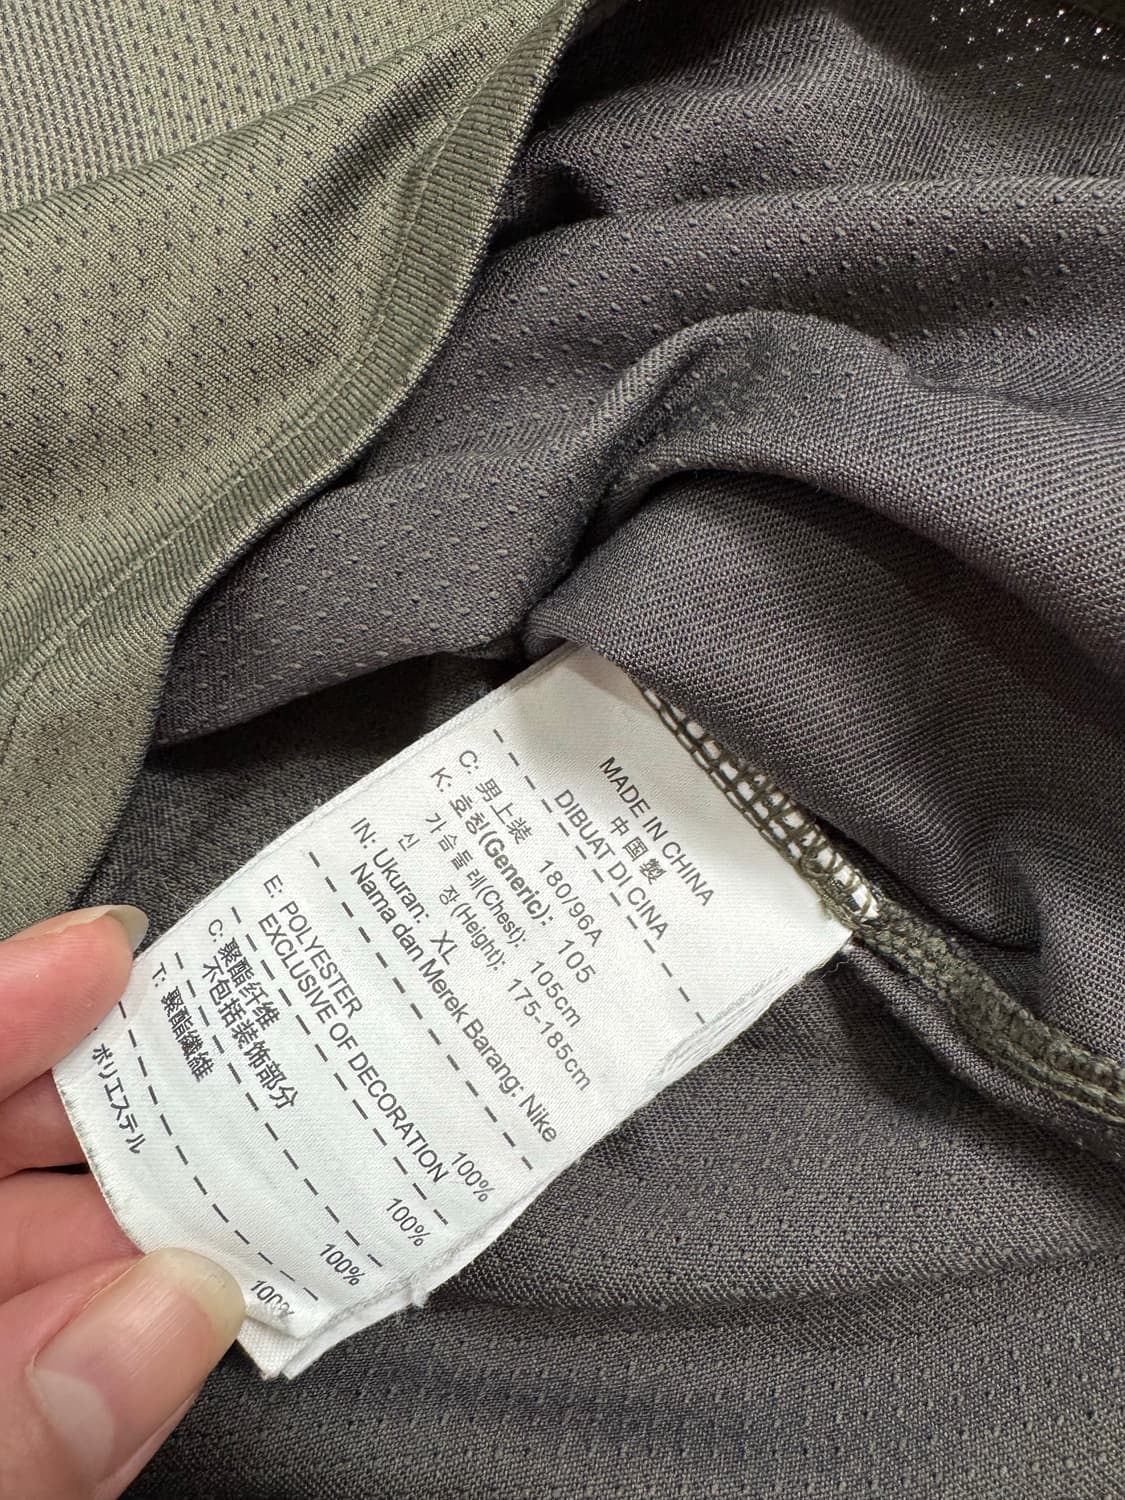 MADE IN CHINA
中国製
DIBUAT DI CINA
C: 男上装 180/96A
K: 호칭(Generic): 105
가슴둘레(Chest): 105cm
신 장(Height): 175-185cm
IN: Ukuran: XL
Nama dan Merek Barang: Nike
E: POLYESTER 100%
EXCLUSIVE OF DECORATION
C: 聚酯纤维 100%
不包括装饰部分
T: 聚酯纖維 100%
ポリエステル 100%